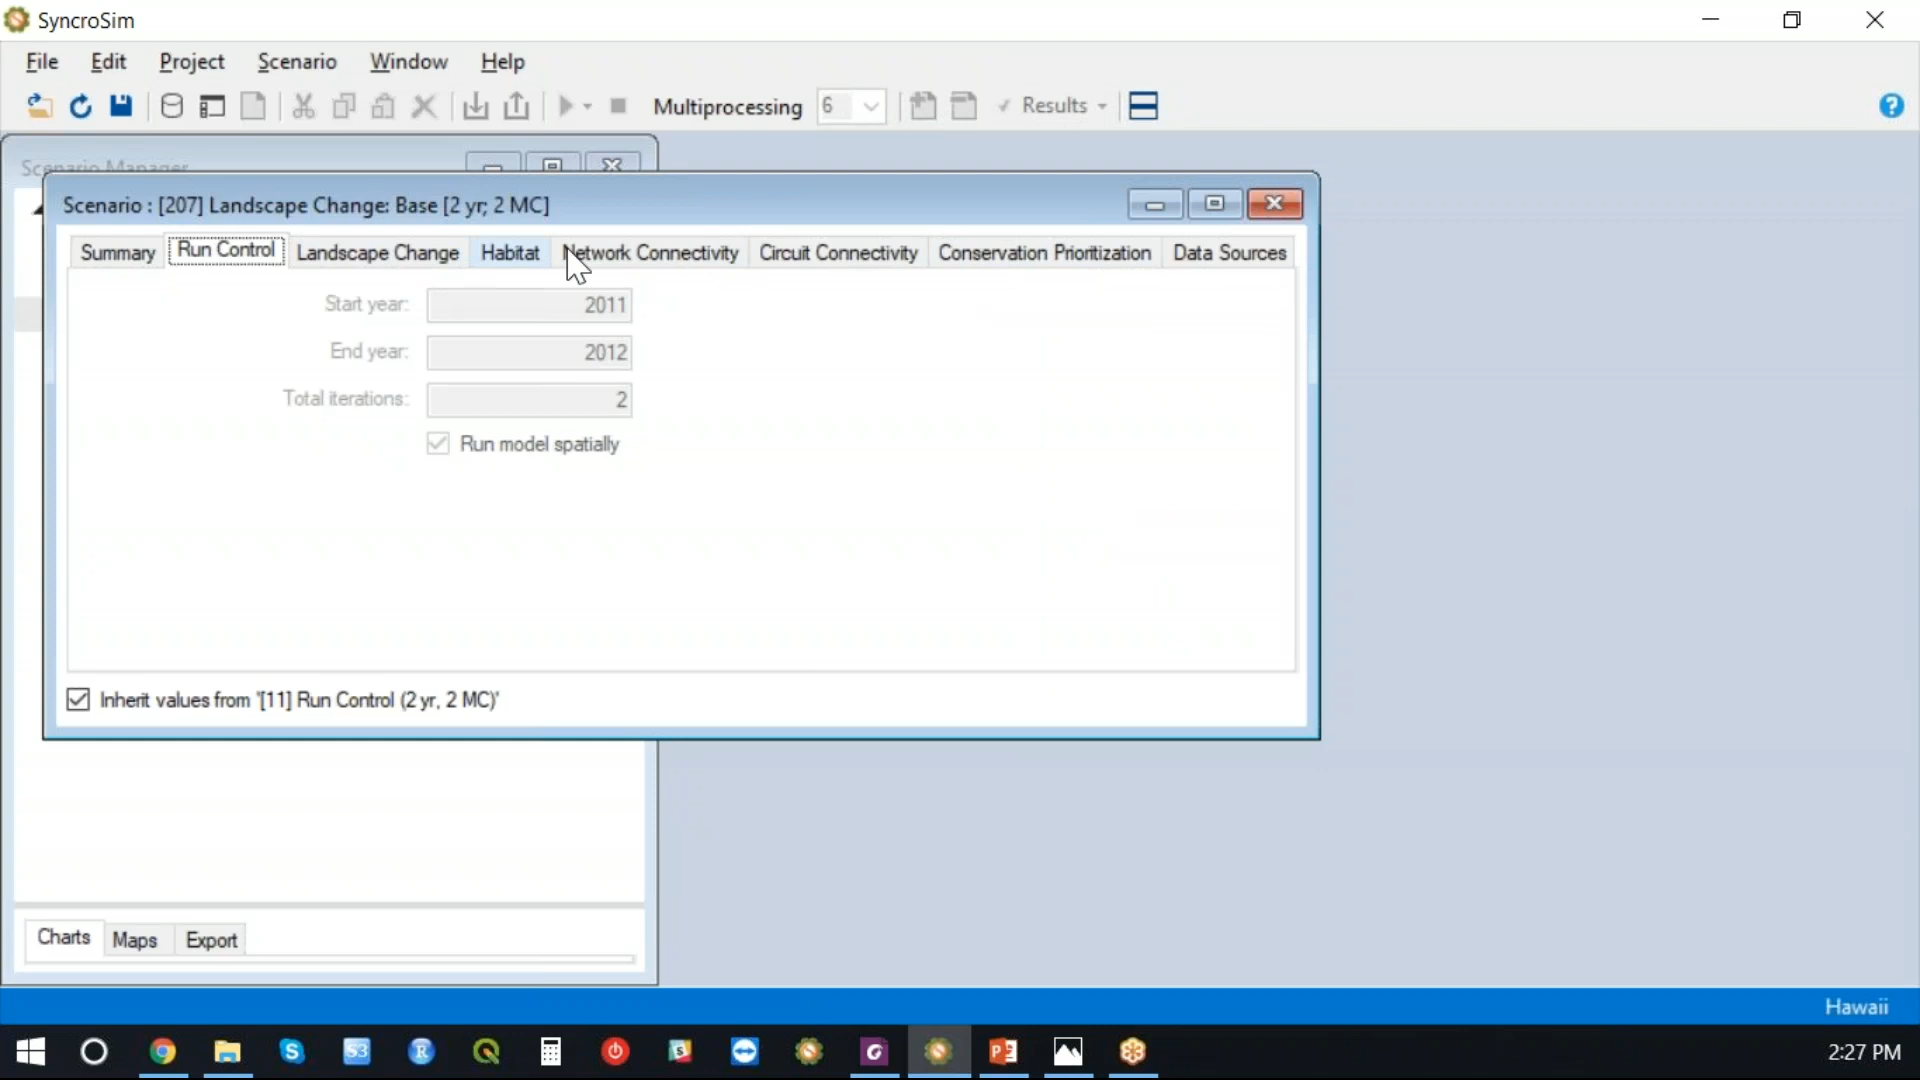 SyncroSim
File Edit Project Scenario Window Help
Multiprocessing 6 Results
Scenario Manager
Scenario : [207] Landscape Change: Base [2 yr; 2 MC]
Summary Run Control Landscape Change Habitat Network Connectivity Circuit Connectivity Conservation Prioritization Data Sources
Start year: 2011
End year: 2012
Total iterations: 2
Run model spatially
Inherit values from '[11] Run Control (2 yr, 2 MC)'
Charts Maps Export
Hawaii
2:27 PM